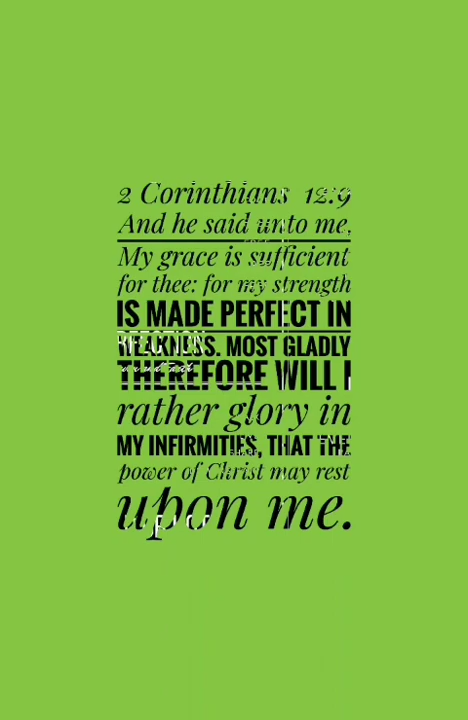 2 Corinthians 12:9
And he said unto me,
My grace is sufficient
for thee: for my strength
IS MADE PERFECT IN
WEAKNESS. MOST GLADLY
THEREFORE WILL I
rather glory in
MY INFIRMITIES, THAT THE
power of Christ may rest
upon me.